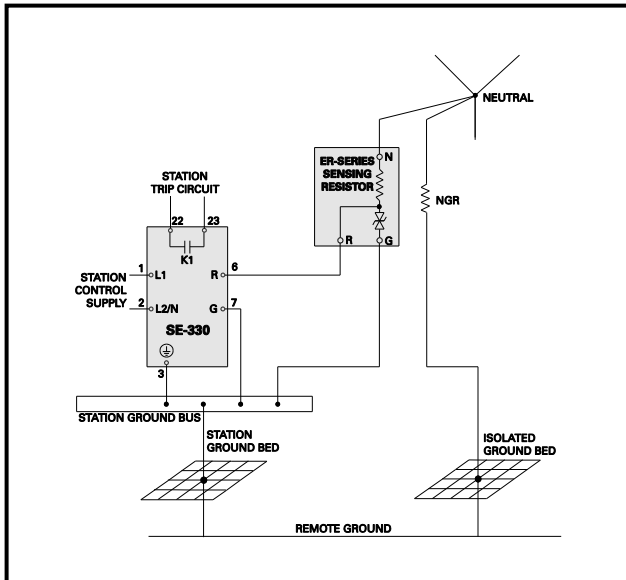 NEUTRAL
ER-SERIES
SENSING
RESISTOR
N
NGR
R
G
STATION
TRIP CIRCUIT
22
23
K1
STATION
CONTROL
SUPPLY
1
L1
R
6
2
L2/N
G
7
SE-330
3
STATION GROUND BUS
STATION
GROUND BED
ISOLATED
GROUND BED
REMOTE GROUND